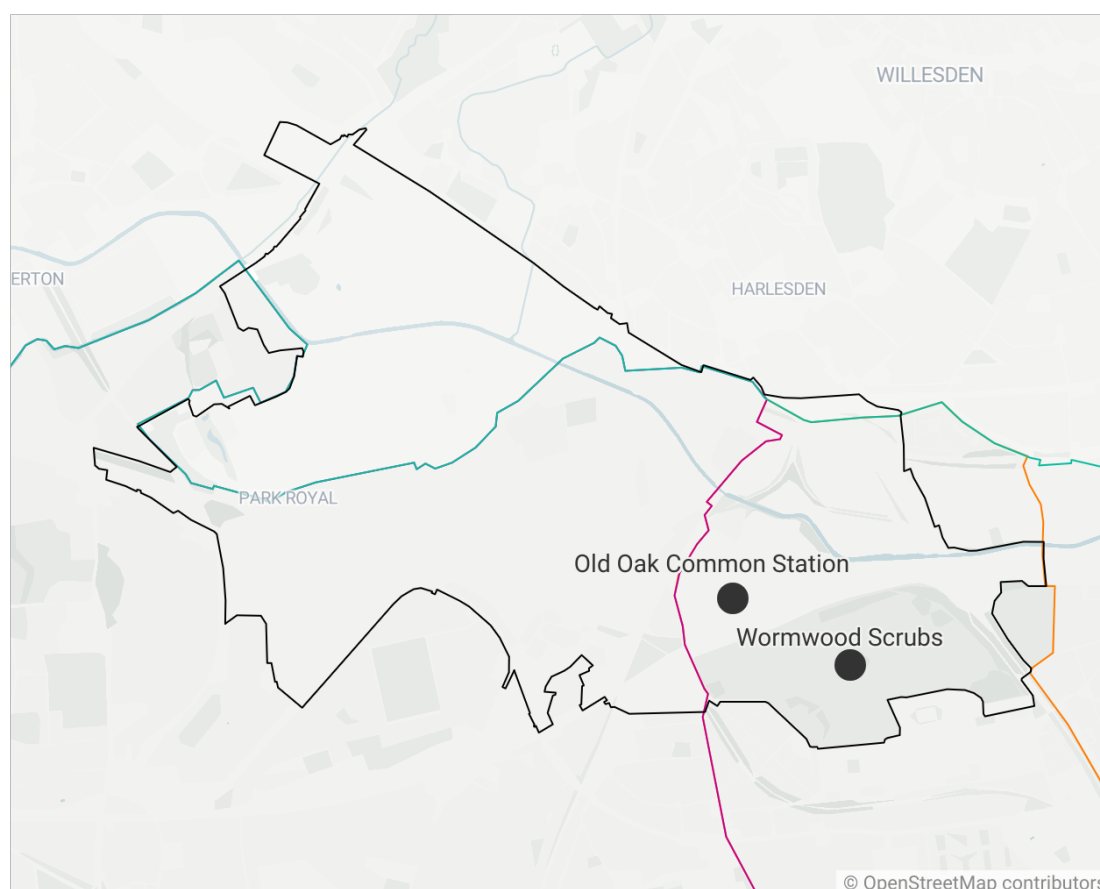 WILLESDEN
ERTON
HARLESDEN
PARK ROYAL
Old Oak Common Station
Wormwood Scrubs
© OpenStreetMap contributors